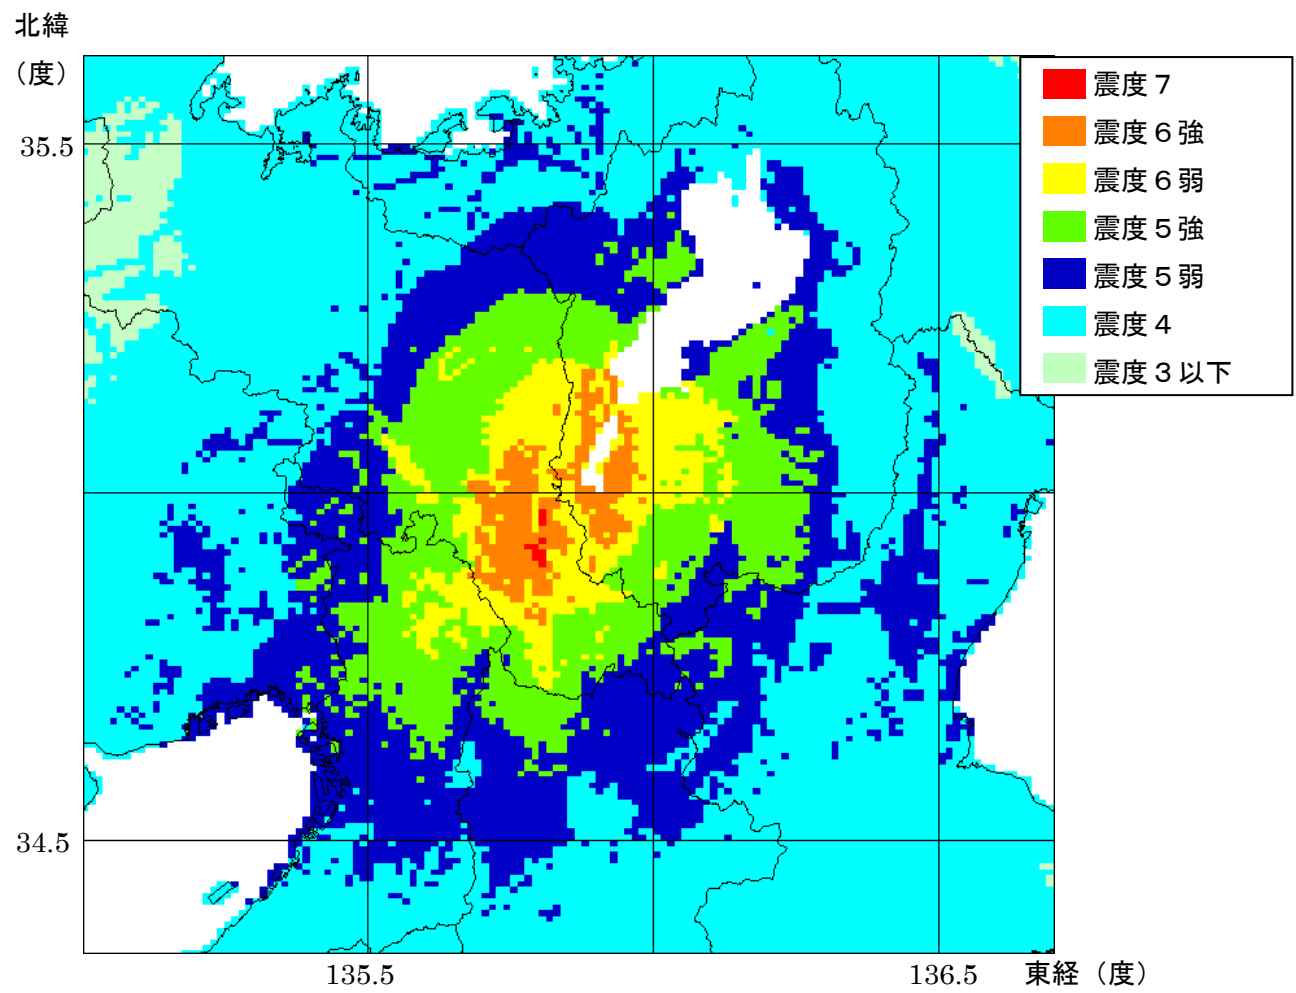 北緯
（度）
震度７
震度６強
35.5
震度６弱
震度５強
震度５弱
震度４
震度３以下
34.5
135.5
136.5
東経（度）